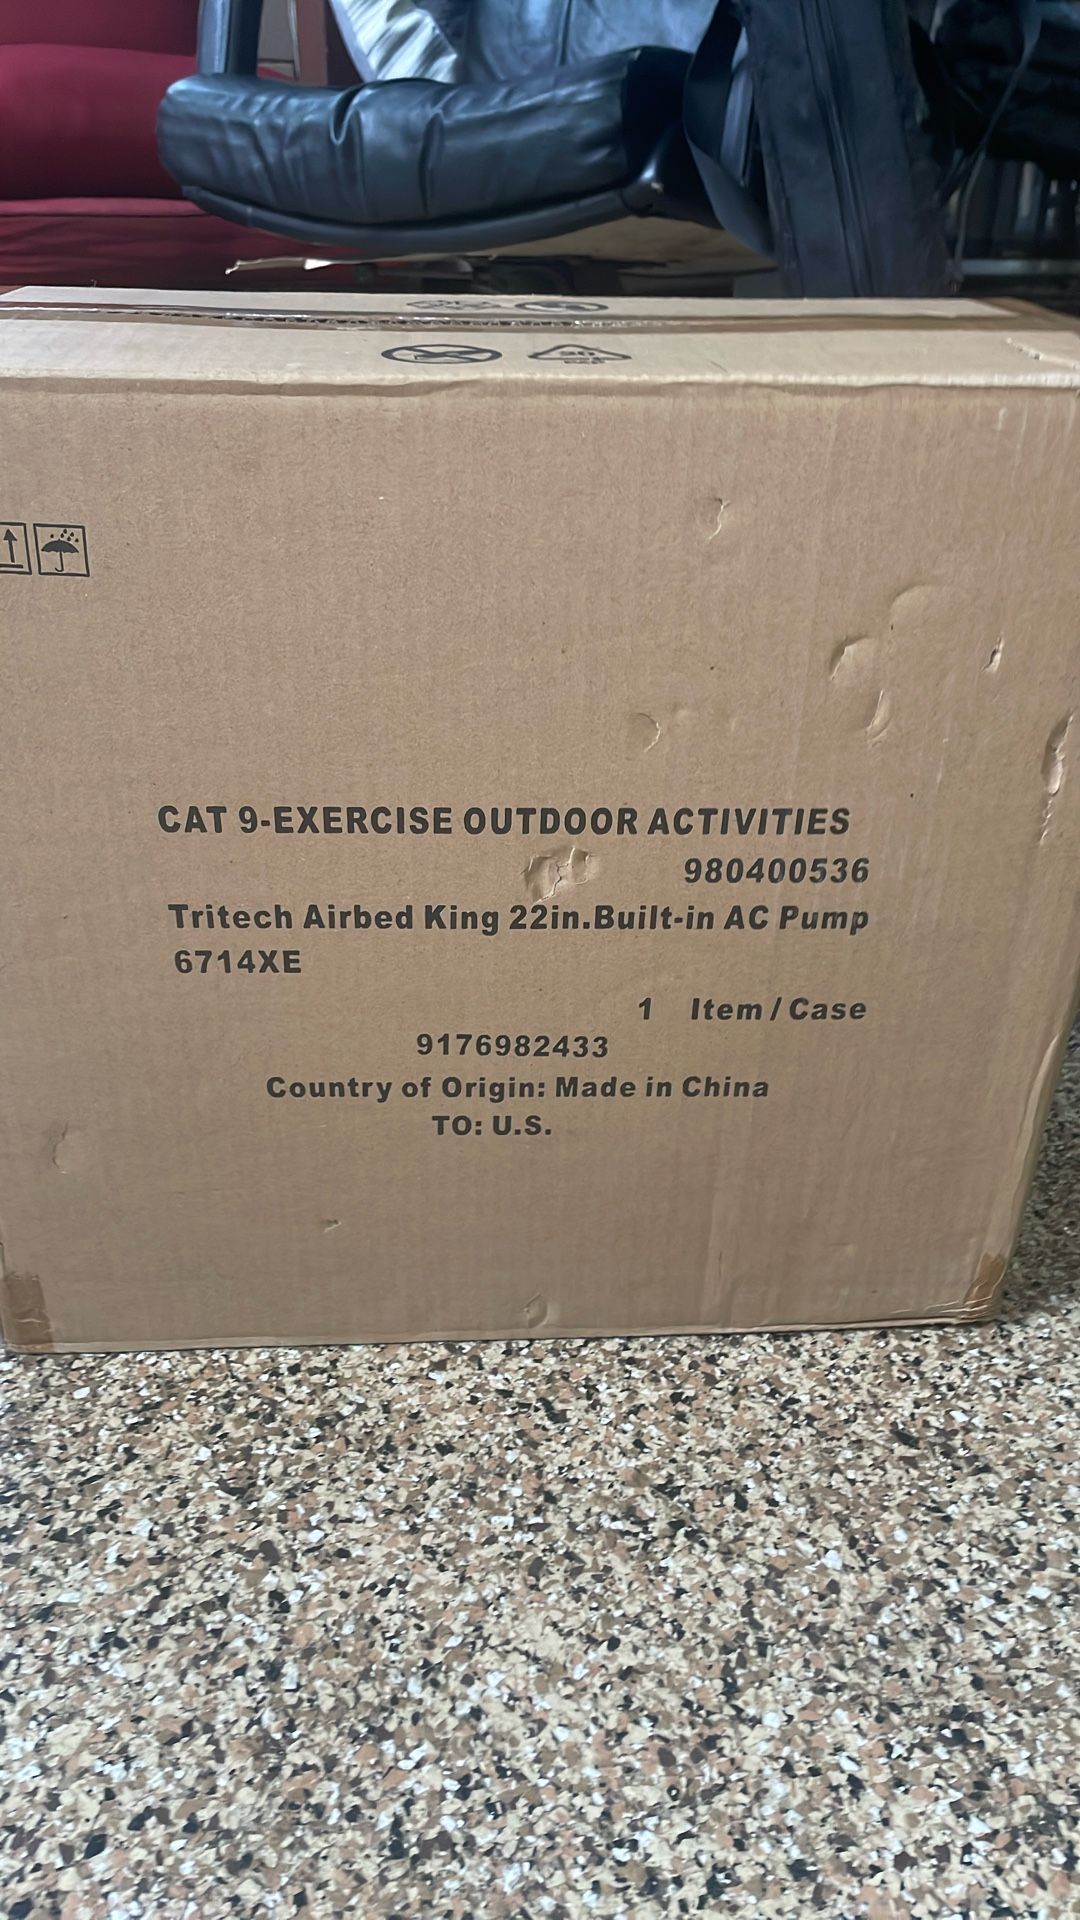 CAT 9-EXERCISE OUTDOOR ACTIVITIES
980400536
Tritech Airbed King 22in.Built-in AC Pump
6714XE
1 Item / Case
9176982433
Country of Origin: Made in China
TO: U.S.